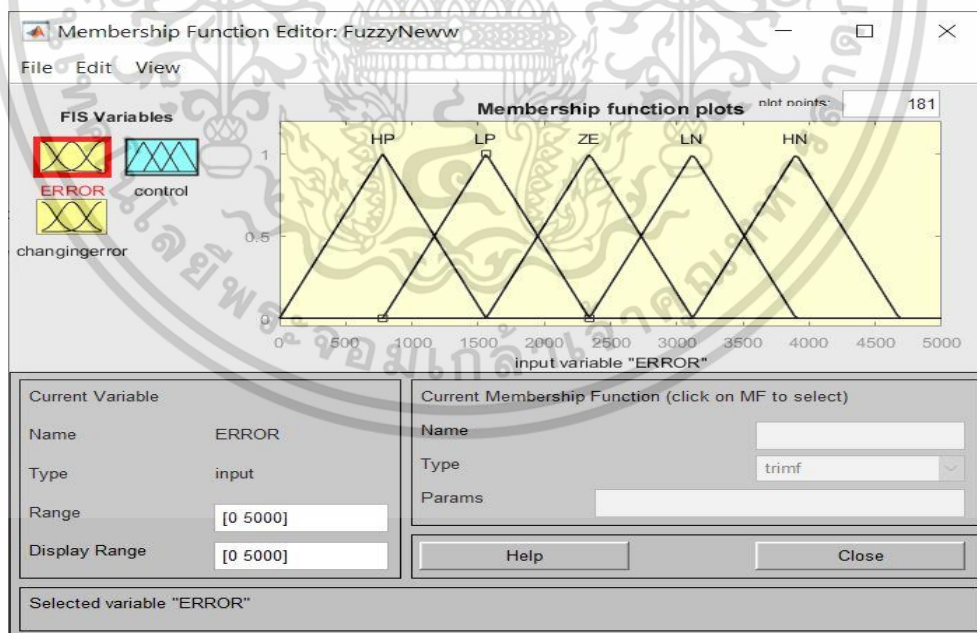 Membership Function Editor: FuzzyNeww
File Edit View
FIS Variables
Membership function plots
plot points:
181
HP LP ZE LN HN
1
0.5
0
ERROR
control
changingerror
0 500 1000 1500 2000 2500 3000 3500 4000 4500 5000
input variable "ERROR"
Current Variable
Name ERROR
Type input
Range [0 5000]
Display Range [0 5000]
Current Membership Function (click on MF to select)
Name
Type trimf
Params
Help Close
Selected variable "ERROR"